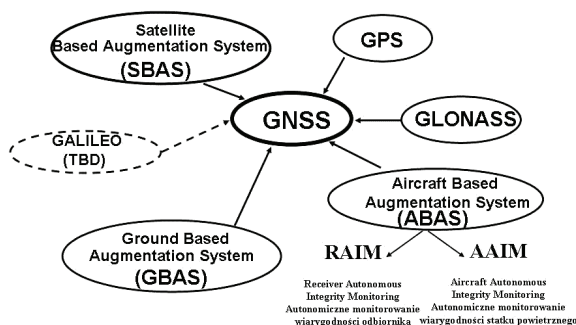 Satellite
Based Augmentation System
(SBAS)
GPS
GNSS
GLONASS
GALILEO
(TBD)
Aircraft Based
Augmentation System
(ABAS)
Ground Based
Augmentation System
(GBAS)
RAIM
AAIM
Receiver Autonomous
Integrity Monitoring
Autonomiczne monitorowanie
wiarygodności odbiornika
Aircraft Autonomous
Integrity Monitoring
Autonomiczne monitorowanie
wiarygodności statku powietrznego